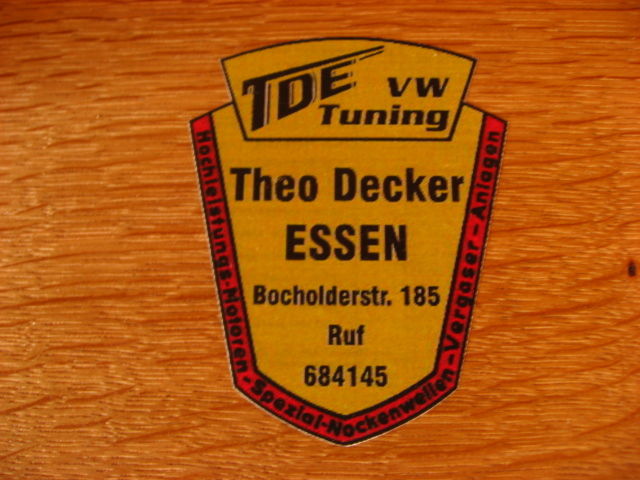 TDE VW
Tuning
Theo Decker
ESSEN
Bocholderstr. 185
Ruf
684145
Hochleistungs-Motoren-Spezial-Nockenwellen-Vergaser-Anlagen